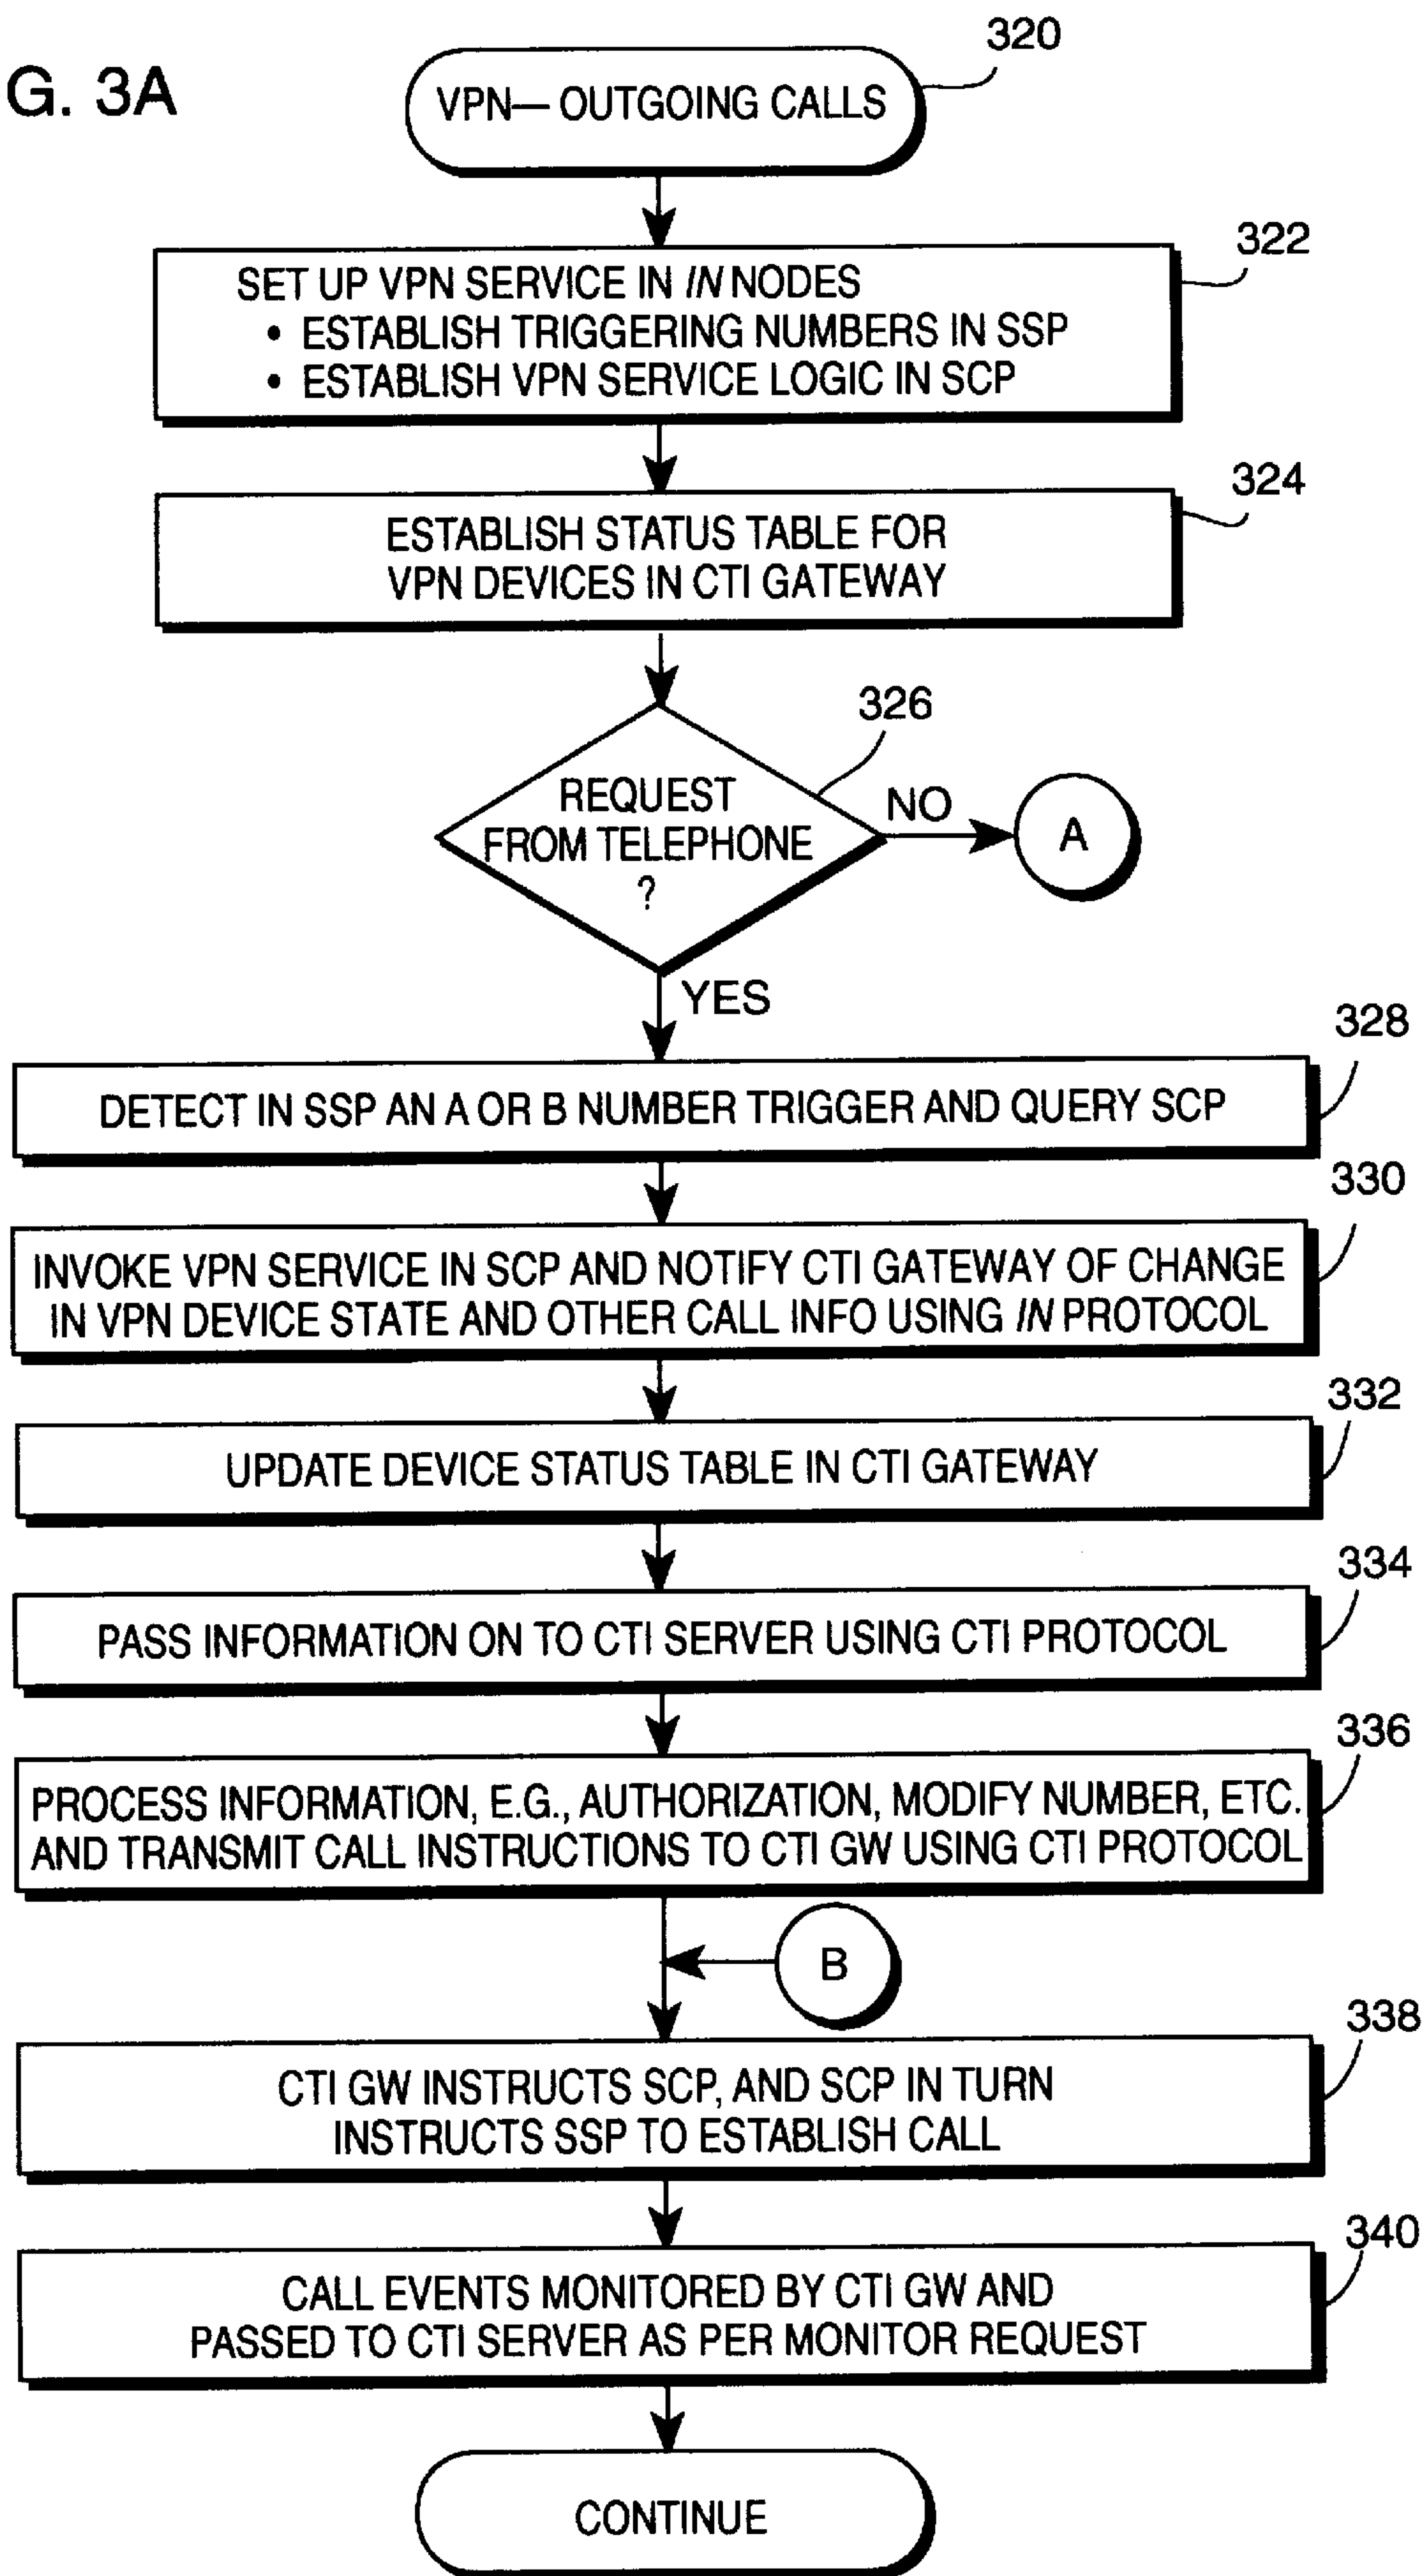 G. 3A
320
VPN— OUTGOING CALLS
322
SET UP VPN SERVICE IN IN NODES
• ESTABLISH TRIGGERING NUMBERS IN SSP
• ESTABLISH VPN SERVICE LOGIC IN SCP
324
ESTABLISH STATUS TABLE FOR
VPN DEVICES IN CTI GATEWAY
326
REQUEST
FROM TELEPHONE
?
NO
A
YES
328
DETECT IN SSP AN A OR B NUMBER TRIGGER AND QUERY SCP
330
INVOKE VPN SERVICE IN SCP AND NOTIFY CTI GATEWAY OF CHANGE
IN VPN DEVICE STATE AND OTHER CALL INFO USING IN PROTOCOL
332
UPDATE DEVICE STATUS TABLE IN CTI GATEWAY
334
PASS INFORMATION ON TO CTI SERVER USING CTI PROTOCOL
336
PROCESS INFORMATION, E.G., AUTHORIZATION, MODIFY NUMBER, ETC.
AND TRANSMIT CALL INSTRUCTIONS TO CTI GW USING CTI PROTOCOL
B
338
CTI GW INSTRUCTS SCP, AND SCP IN TURN
INSTRUCTS SSP TO ESTABLISH CALL
340
CALL EVENTS MONITORED BY CTI GW AND
PASSED TO CTI SERVER AS PER MONITOR REQUEST
CONTINUE